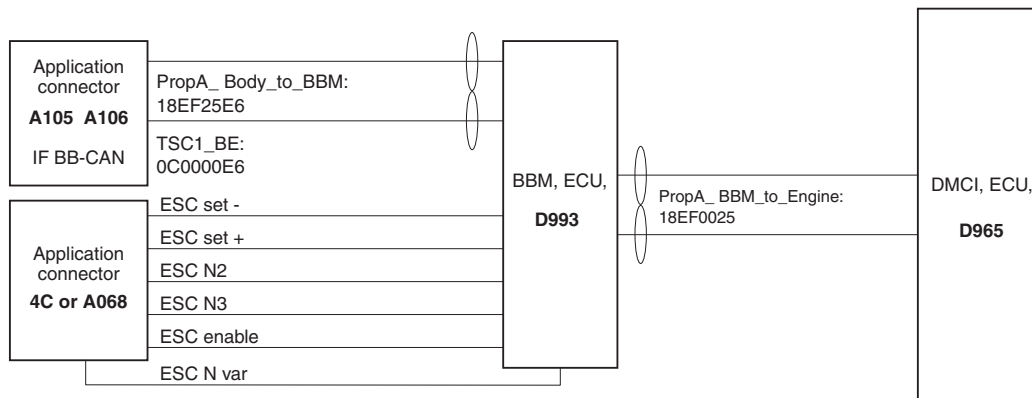 Application
connector
A105 A106
IF BB-CAN
PropA_ Body_to_BBM:
18EF25E6
TSC1_BE:
0C0000E6
Application
connector
4C or A068
ESC set -
ESC set +
ESC N2
ESC N3
ESC enable
ESC N var
BBM, ECU,
D993
PropA_ BBM_to_Engine:
18EF0025
DMCI, ECU,
D965